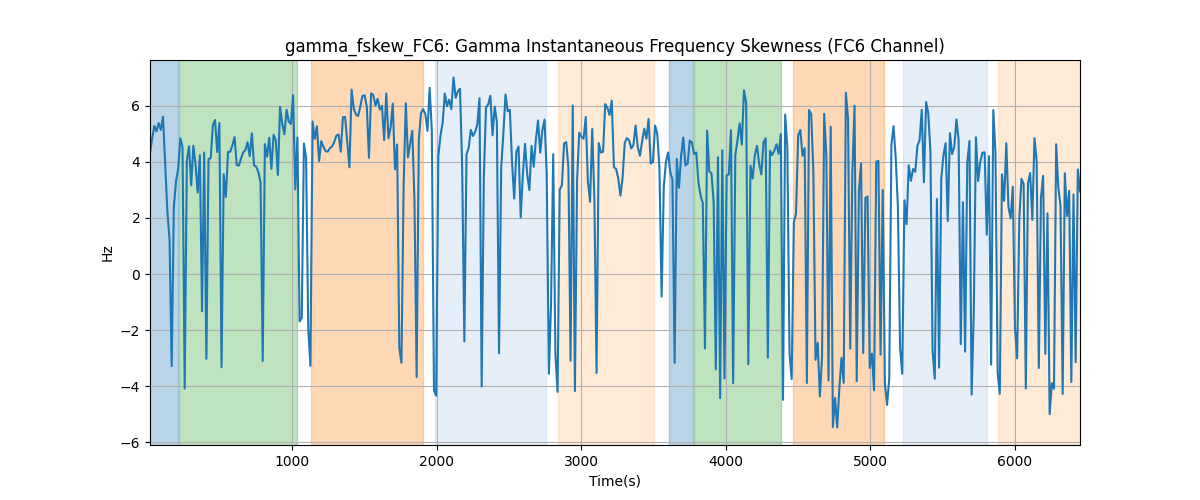 gamma_fskew_FC6: Gamma Instantaneous Frequency Skewness (FC6 Channel)
6
4
2
0
−2
−4
−6
Hz
1000 2000 3000 4000 5000 6000
Time(s)